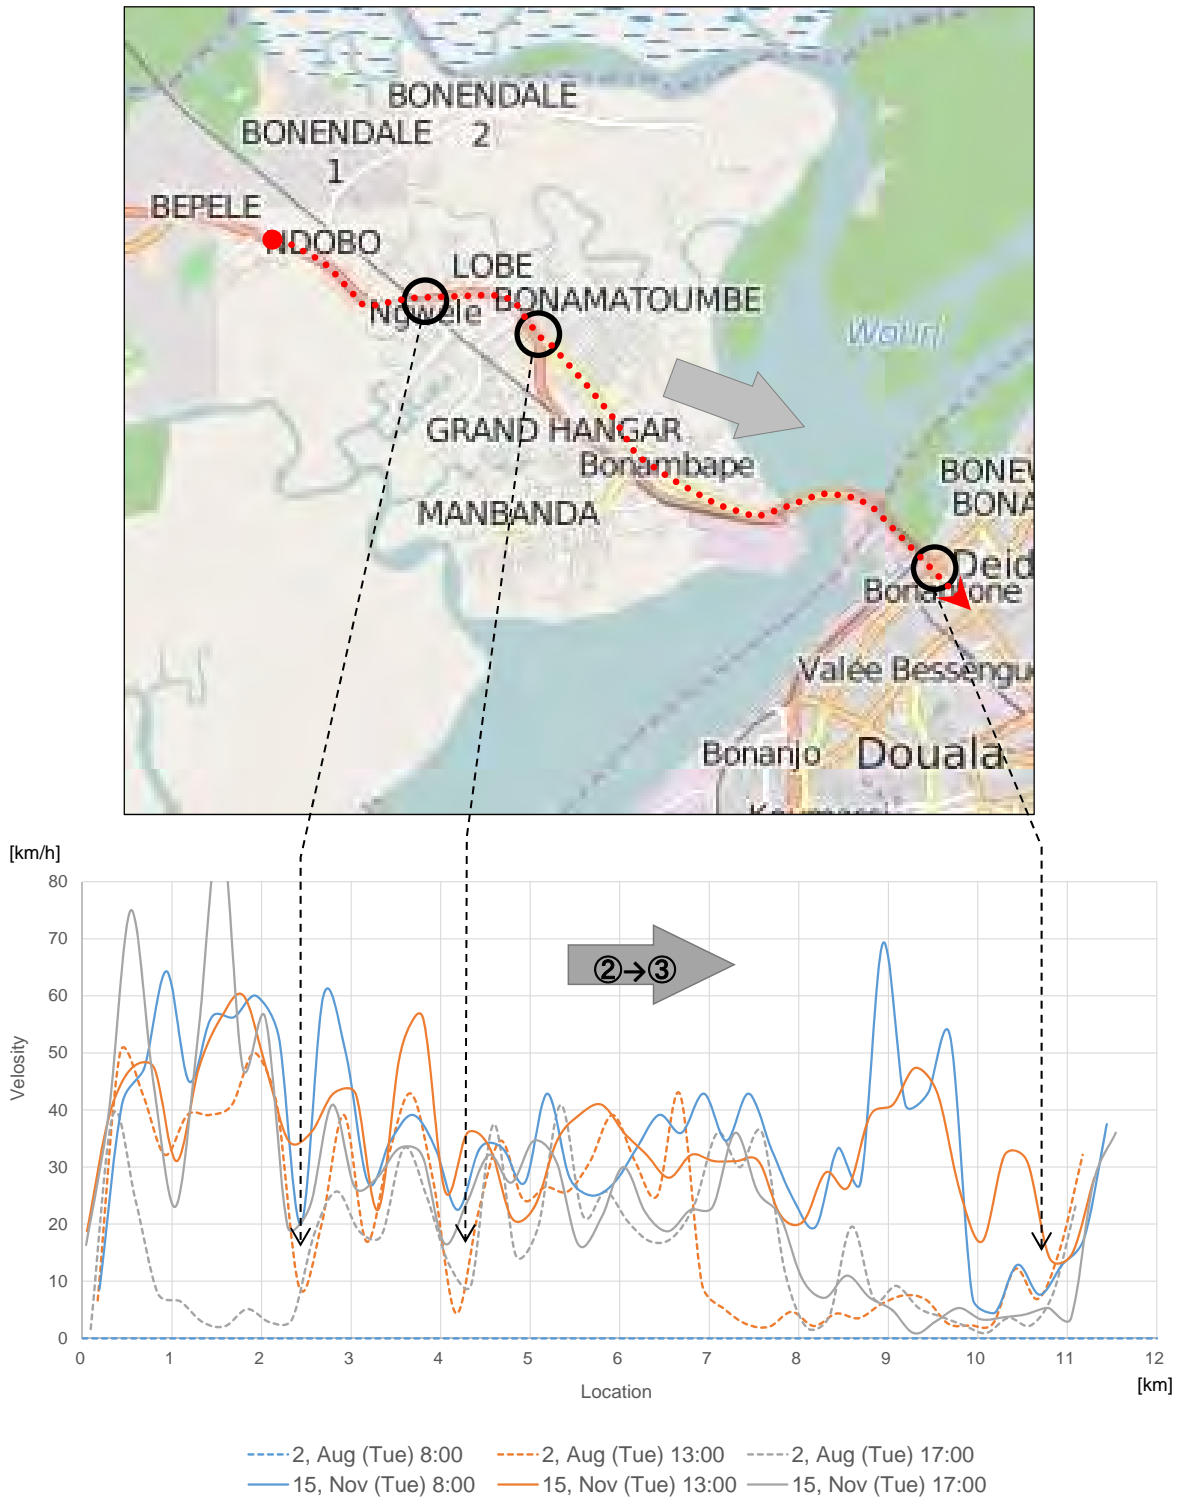 BONENDALE
2
BONENDALE
1
BEPELE
NDOBO
LOBE
BONAMATOUMBE
Ngwele
Wouri
GRAND HANGAR
Bonambape
BONEW
MANBANDA
BONA
Deid
Valée Bessengu
Bonanjo
Douala
[km/h]
80
70
60
50
40
30
20
10
0
Velosity
②→③
0 1 2 3 4 5 6 7 8 9 10 11 12
Location
[km]
2, Aug (Tue) 8:00 2, Aug (Tue) 13:00 2, Aug (Tue) 17:00
15, Nov (Tue) 8:00 15, Nov (Tue) 13:00 15, Nov (Tue) 17:00